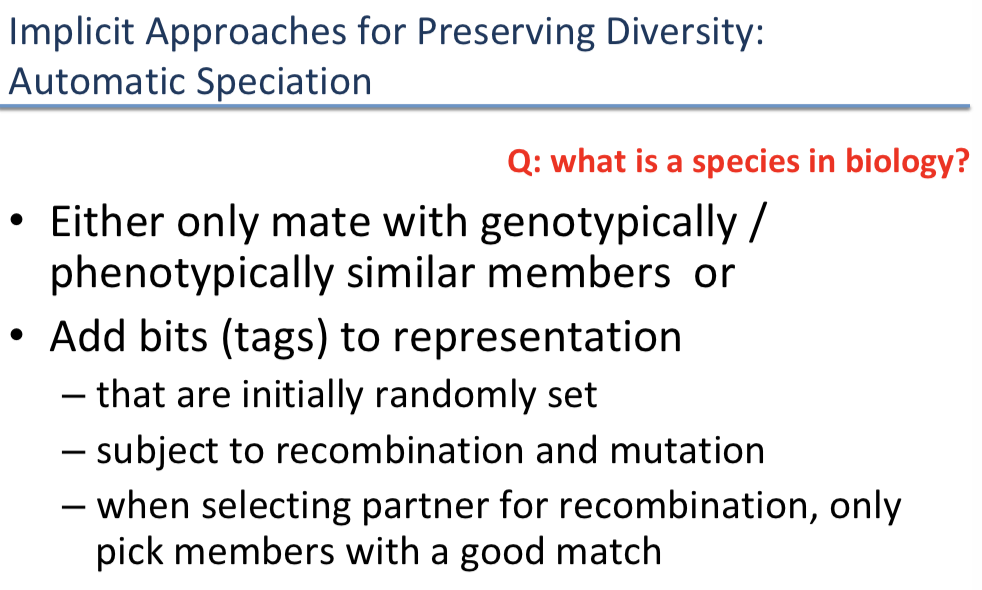 Implicit Approaches for Preserving Diversity:
Automatic Speciation
Q: what is a species in biology?
• Either only mate with genotypically /
phenotypically similar members or
• Add bits (tags) to representation
– that are initially randomly set
– subject to recombination and mutation
– when selecting partner for recombination, only
pick members with a good match